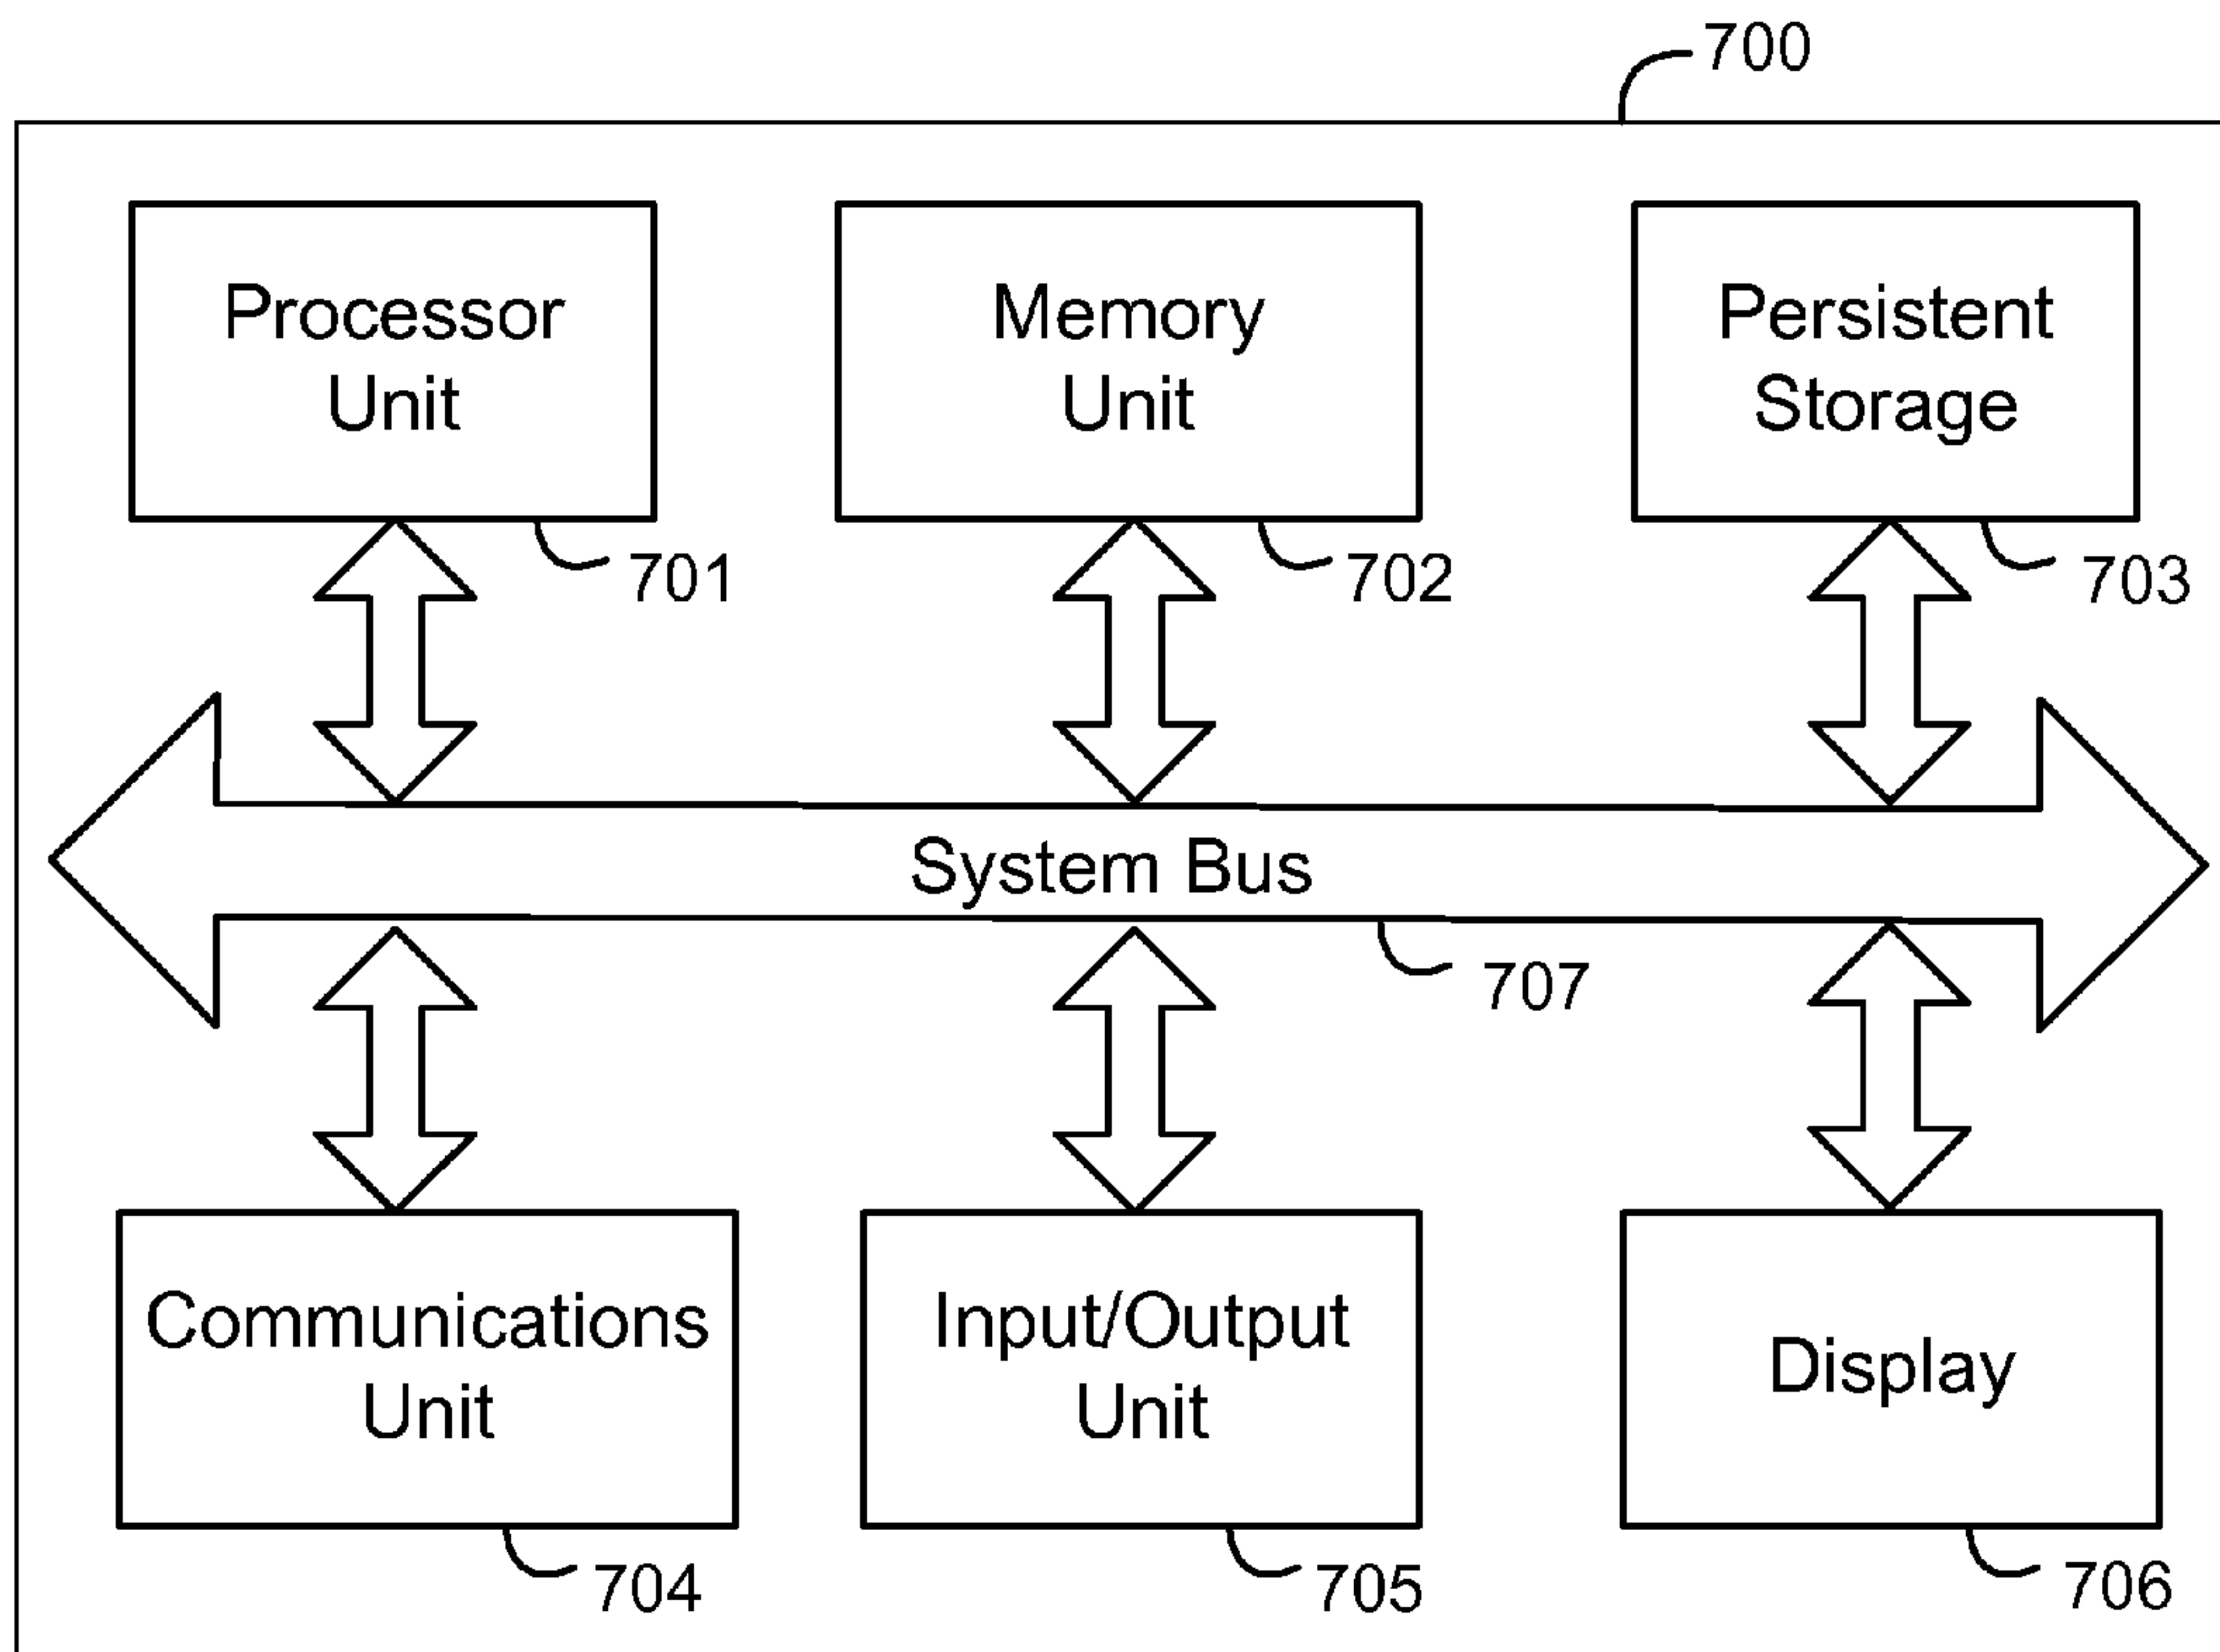 700
Processor
Unit
701
Memory
Unit
702
Persistent
Storage
703
System Bus
707
Communications
Unit
704
Input/Output
Unit
705
Display
706